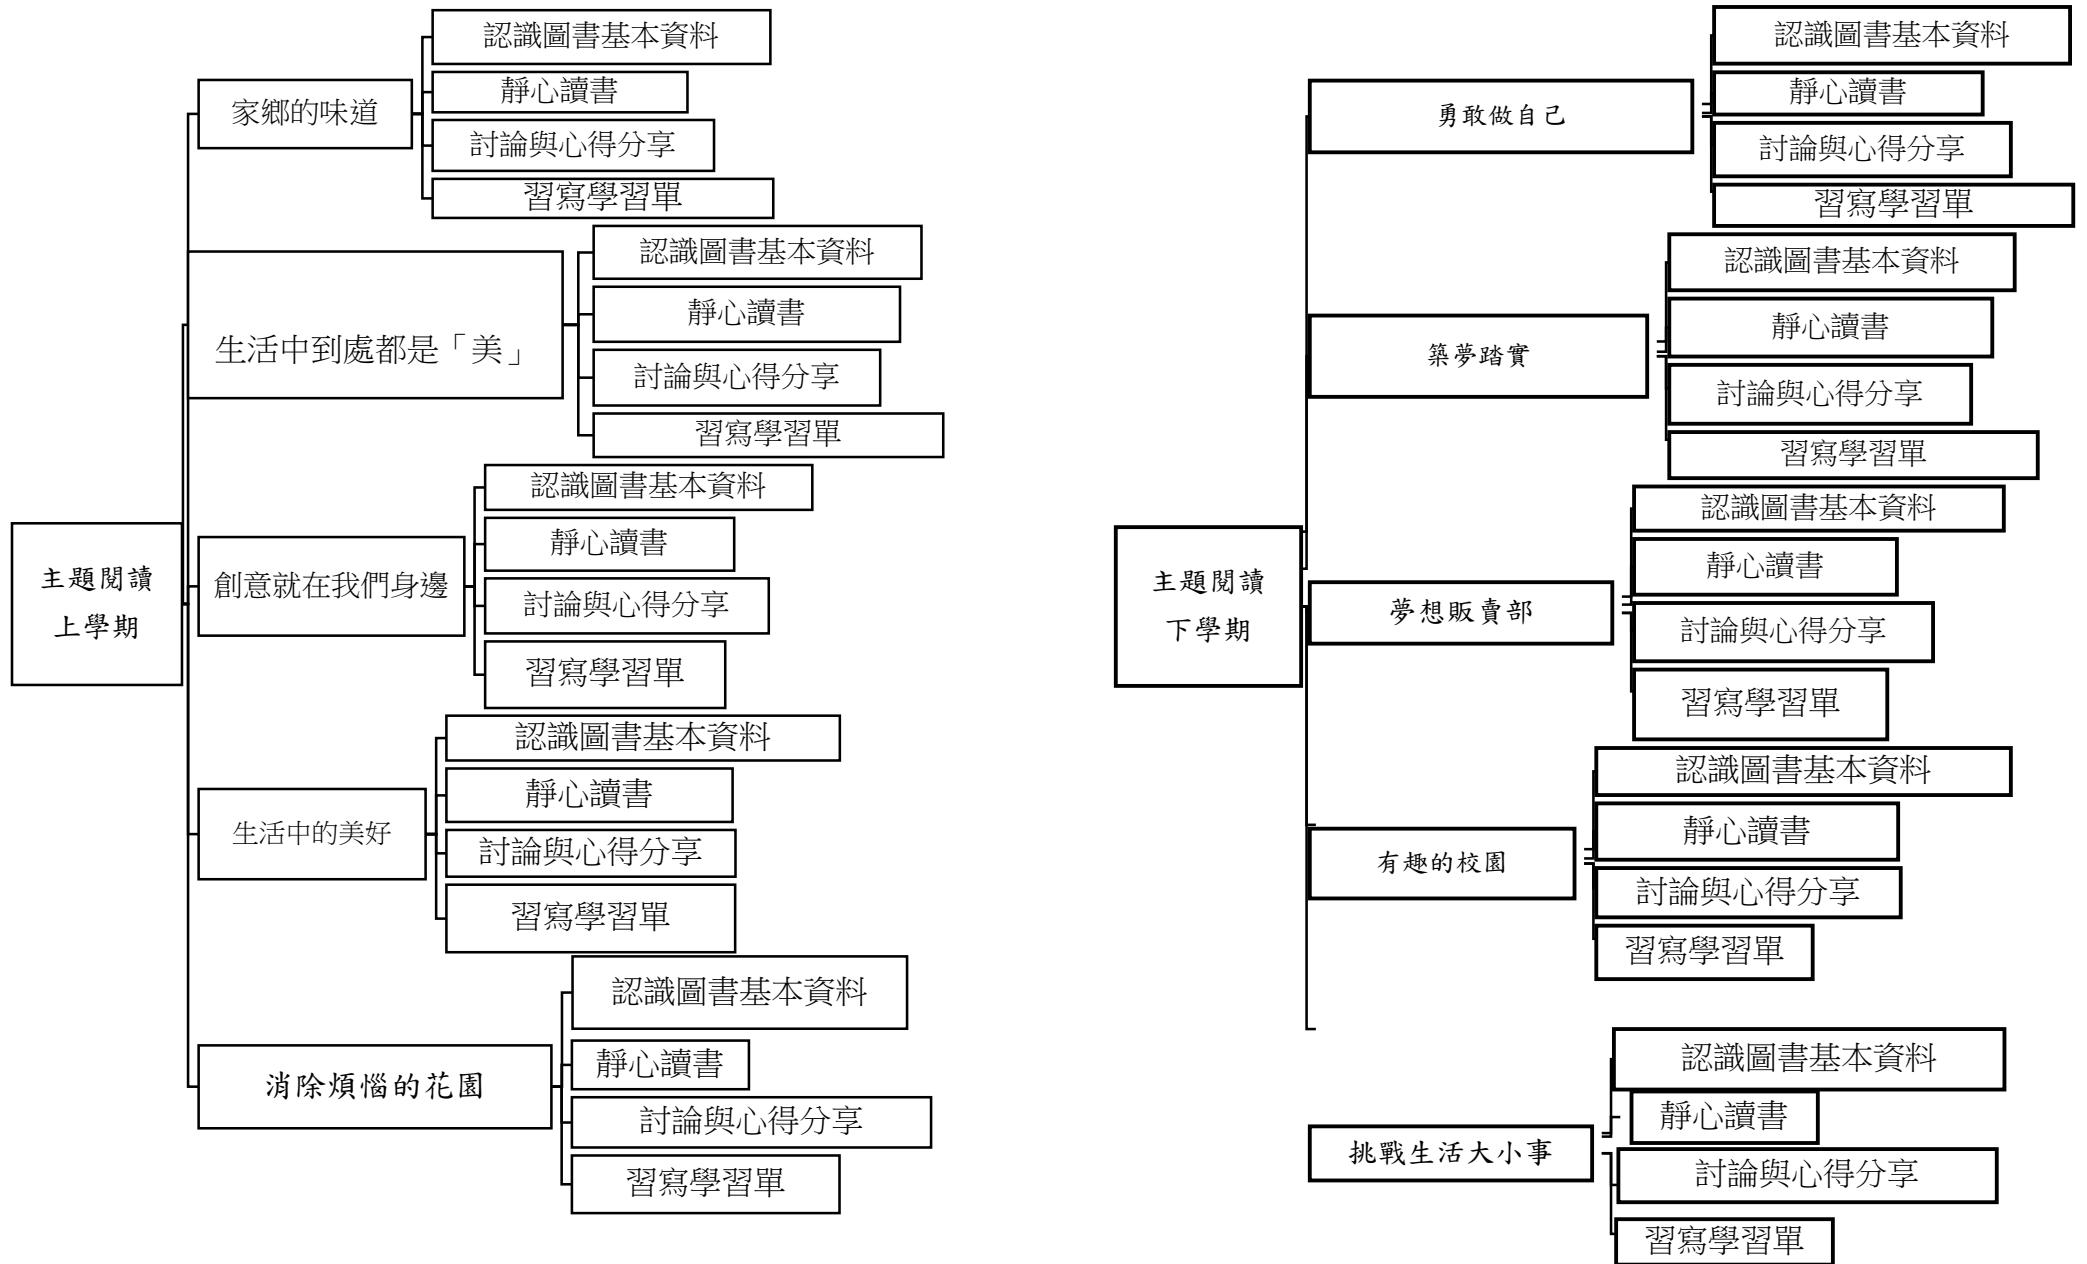 主題閱讀
上學期
家鄉的味道
認識圖書基本資料
靜心讀書
討論與心得分享
習寫學習單
生活中到處都是「美」
認識圖書基本資料
靜心讀書
討論與心得分享
習寫學習單
創意就在我們身邊
認識圖書基本資料
靜心讀書
討論與心得分享
習寫學習單
生活中的美好
認識圖書基本資料
靜心讀書
討論與心得分享
習寫學習單
消除煩惱的花園
認識圖書基本資料
靜心讀書
討論與心得分享
習寫學習單
主題閱讀
下學期
勇敢做自己
認識圖書基本資料
靜心讀書
討論與心得分享
習寫學習單
築夢踏實
認識圖書基本資料
靜心讀書
討論與心得分享
習寫學習單
夢想販賣部
認識圖書基本資料
靜心讀書
討論與心得分享
習寫學習單
有趣的校園
認識圖書基本資料
靜心讀書
討論與心得分享
習寫學習單
挑戰生活大小事
認識圖書基本資料
靜心讀書
討論與心得分享
習寫學習單